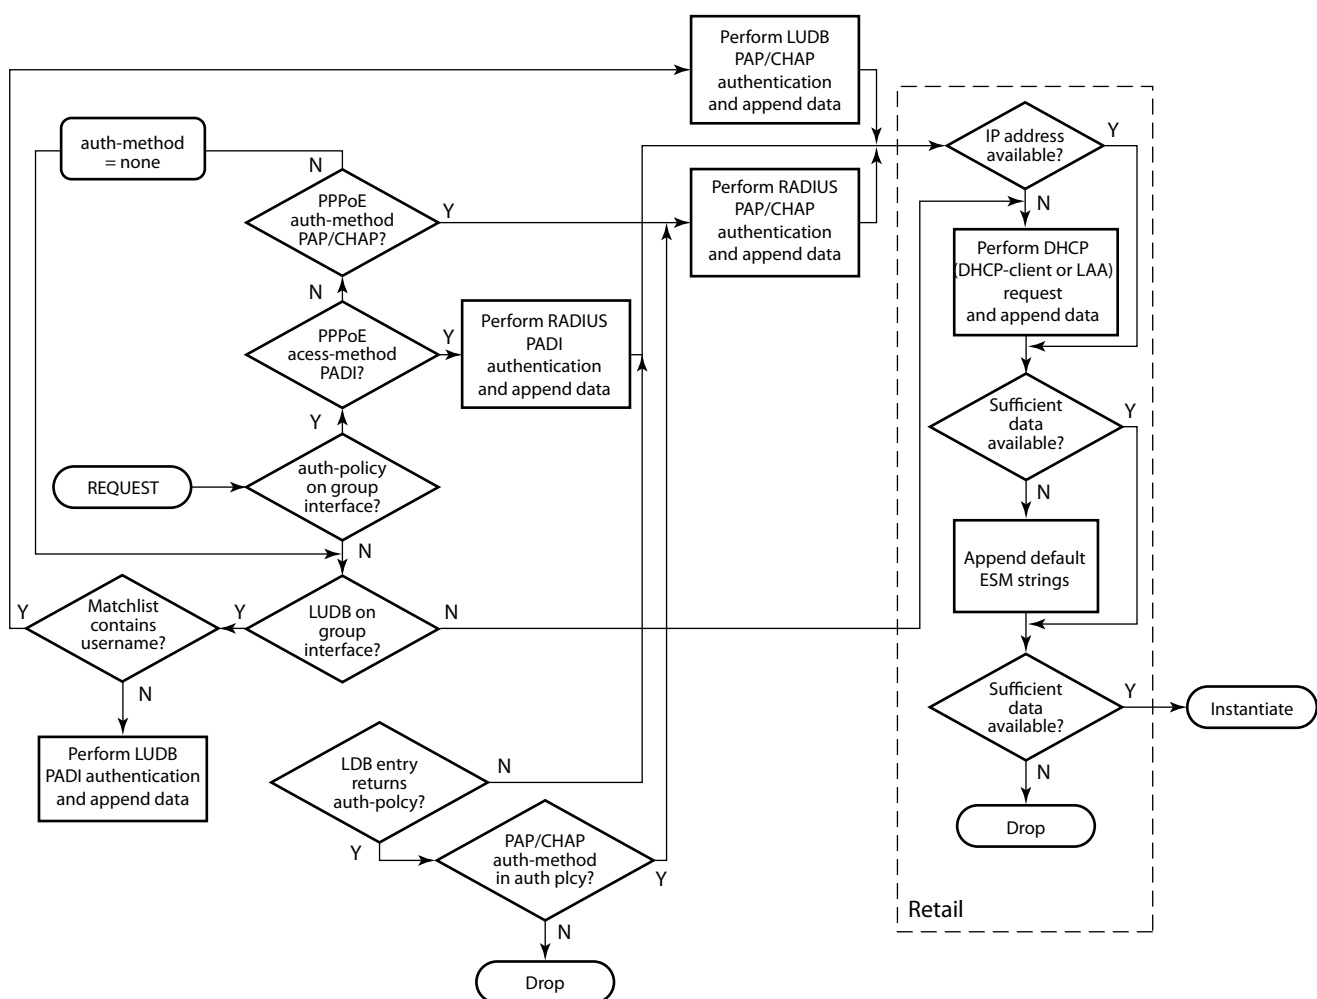 Perform LUDB
PAP/CHAP
authentication
and append data
auth-method
= none
N
PPPoE
auth-method
PAP/CHAP?
Y
Perform RADIUS
PAP/CHAP
authentication
and append data
IP address
available?
Y
N
Perform DHCP
(DHCP-client or LAA)
request
and append data
N
PPPoE
acess-method
PADI?
Y
Perform RADIUS
PADI
authentication
and append data
Y
Sufficient
data
available?
Y
N
REQUEST
auth-policy
on group
interface?
N
Append default
ESM strings
Y
Matchlist
contains
username?
Y
LUDB on
group
interface?
N
N
Sufficient
data
available?
Y
Instantiate
N
Drop
Perform LUDB
PADI authentication
and append data
LDB entry
returns
auth-polcy?
N
Y
PAP/CHAP
auth-method
in auth plcy?
Y
N
Drop
Retail